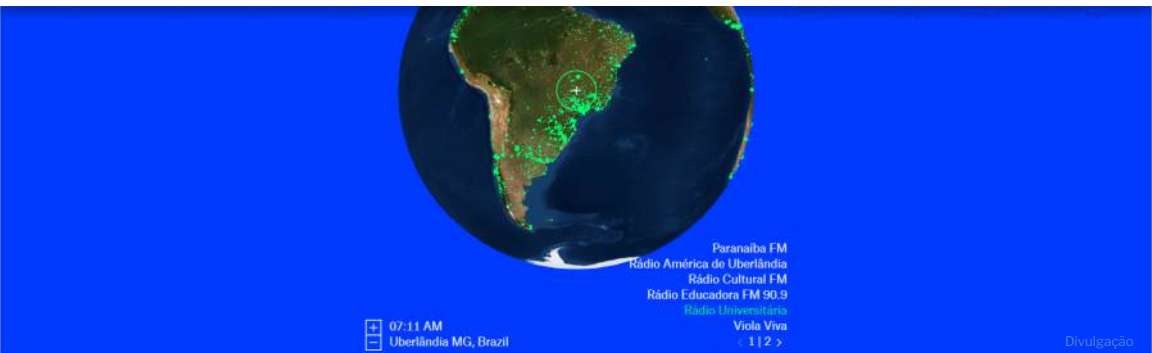 Paranaíba FM
Rádio América de Uberlândia
Rádio Cultural FM
Rádio Educadora FM 90.9
Rádio Universitária
Viola Viva
‹ 1 | 2 ›
+ 07:11 AM
− Uberlândia MG, Brazil
Divulgação